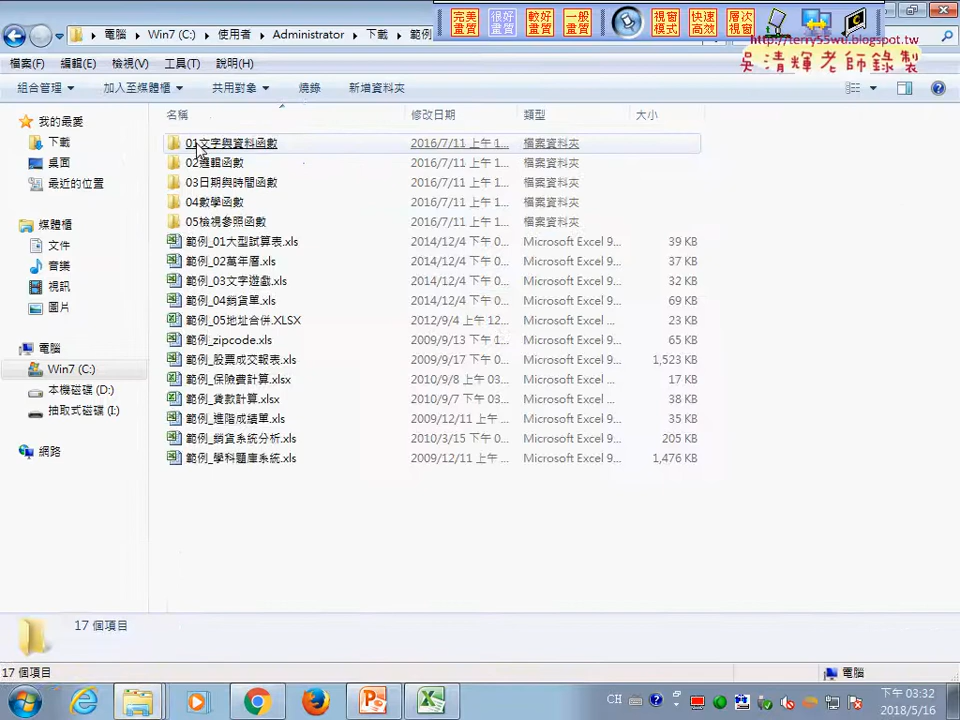 完美畫質 很好畫質 較好畫質 一般畫質 視窗模式 快速高效 層次視窗
電腦 Win7 (C:) 使用者 Administrator 下載 範例
http://terry55wu.blogspot.tw
吳清輝老師錄製
檔案(F) 編輯(E) 檢視(V) 工具(T) 說明(H)
組合管理 加入至媒體櫃 共用對象 燒錄 新增資料夾
名稱 修改日期 類型 大小
我的最愛
下載
桌面
最近的位置
媒體櫃
文件
音樂
視訊
圖片
電腦
Win7 (C:)
本機磁碟 (D:)
抽取式磁碟 (I:)
網路
01文字與資料函數 2016/7/11 上午 1... 檔案資料夾
02邏輯函數 2016/7/11 上午 1... 檔案資料夾
03日期與時間函數 2016/7/11 上午 1... 檔案資料夾
04數學函數 2016/7/11 上午 1... 檔案資料夾
05檢視參照函數 2016/7/11 上午 1... 檔案資料夾
範例_01大型試算表.xls 2014/12/4 下午 0... Microsoft Excel 9... 39 KB
範例_02萬年曆.xls 2014/12/4 下午 0... Microsoft Excel 9... 37 KB
範例_03文字遊戲.xls 2014/12/4 下午 0... Microsoft Excel 9... 32 KB
範例_04銷貨單.xls 2014/12/4 下午 0... Microsoft Excel 9... 69 KB
範例_05地址合併.XLSX 2012/9/4 上午 12... Microsoft Excel 9... 23 KB
範例_zipcode.xls 2009/9/13 下午 1... Microsoft Excel 9... 65 KB
範例_股票成交報表.xls 2009/9/17 下午 0... Microsoft Excel 9... 1,523 KB
範例_保險費計算.xlsx 2010/9/8 上午 03... Microsoft Excel 9... 17 KB
範例_貸款計算.xlsx 2010/9/7 下午 03... Microsoft Excel 9... 38 KB
範例_進階成績單.xls 2009/12/11 上午 ... Microsoft Excel 9... 35 KB
範例_銷貨系統分析.xls 2010/3/15 下午 0... Microsoft Excel 9... 205 KB
範例_學科題庫系統.xls 2009/12/11 上午 ... Microsoft Excel 9... 1,476 KB
17 個項目
17 個項目 電腦
CH
下午 03:32
2018/5/16